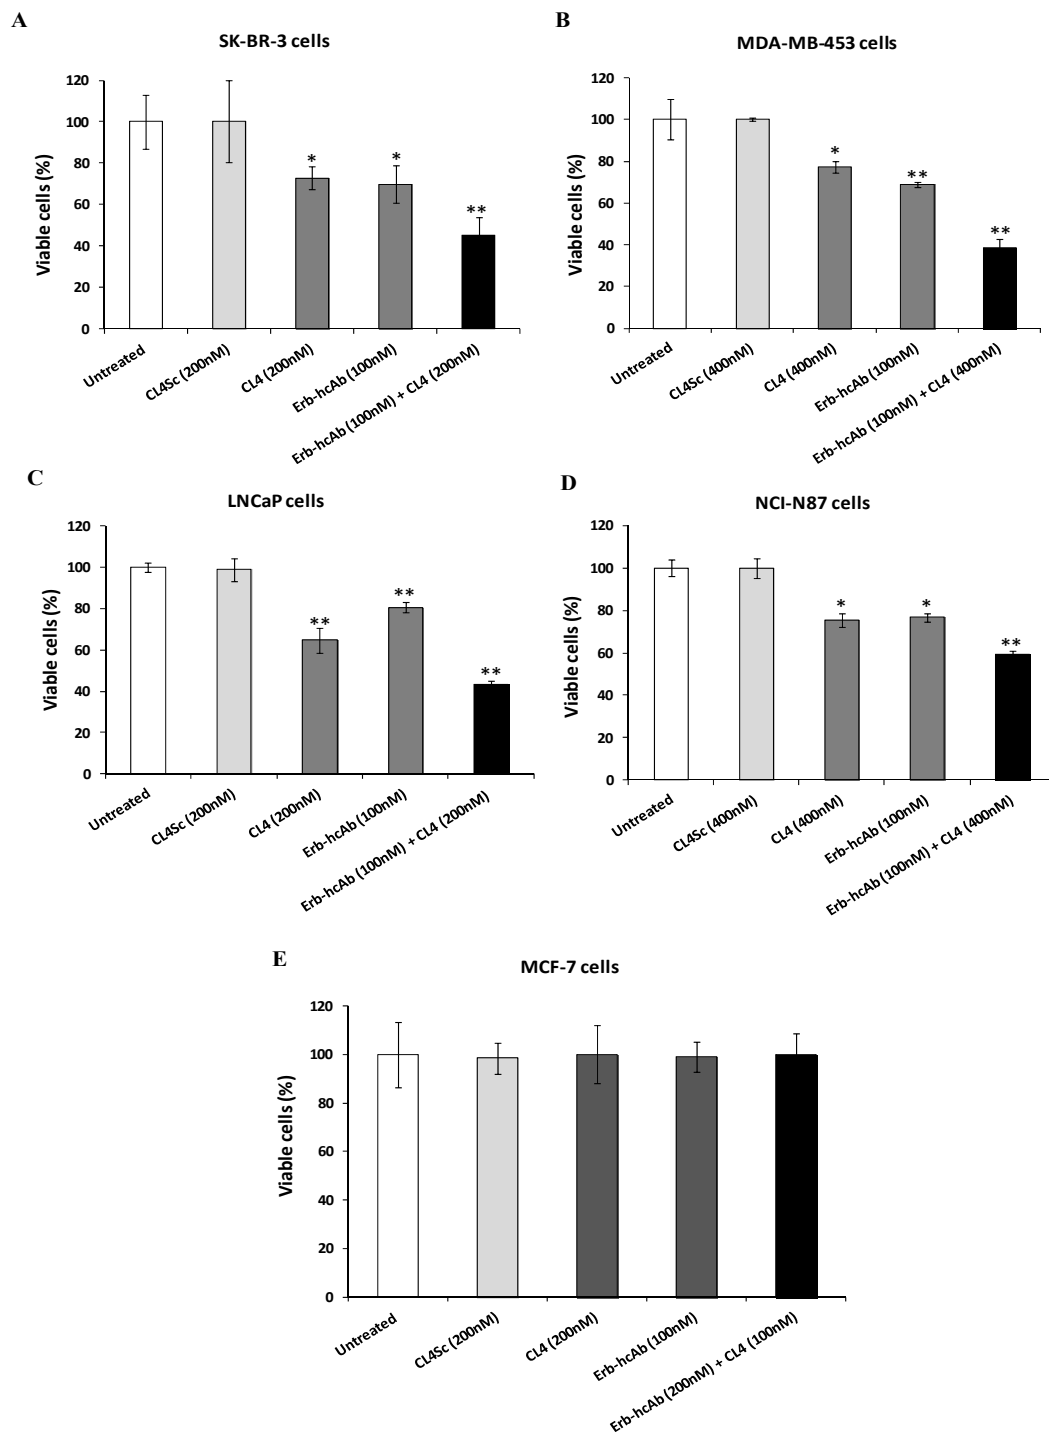 A
SK-BR-3 cells
Viable cells (%)
120
100
80
60
40
20
0
*
*
**
Untreated
CL4Sc (200nM)
CL4 (200nM)
Erb-hcAb (100nM)
Erb-hcAb (100nM) + CL4 (200nM)
B
MDA-MB-453 cells
Viable cells (%)
120
100
80
60
40
20
0
*
**
**
Untreated
CL4Sc (400nM)
CL4 (400nM)
Erb-hcAb (100nM)
Erb-hcAb (100nM) + CL4 (400nM)
C
LNCaP cells
Viable cells (%)
120
100
80
60
40
20
0
**
**
**
Untreated
CL4Sc (200nM)
CL4 (200nM)
Erb-hcAb (100nM)
Erb-hcAb (100nM) + CL4 (200nM)
D
NCI-N87 cells
Viable cells (%)
120
100
80
60
40
20
0
*
*
**
Untreated
CL4Sc (400nM)
CL4 (400nM)
Erb-hcAb (100nM)
Erb-hcAb (100nM) + CL4 (400nM)
E
MCF-7 cells
Viable cells (%)
120
100
80
60
40
20
0
Untreated
CL4Sc (200nM)
CL4 (200nM)
Erb-hcAb (100nM)
Erb-hcAb (200nM) + CL4 (100nM)